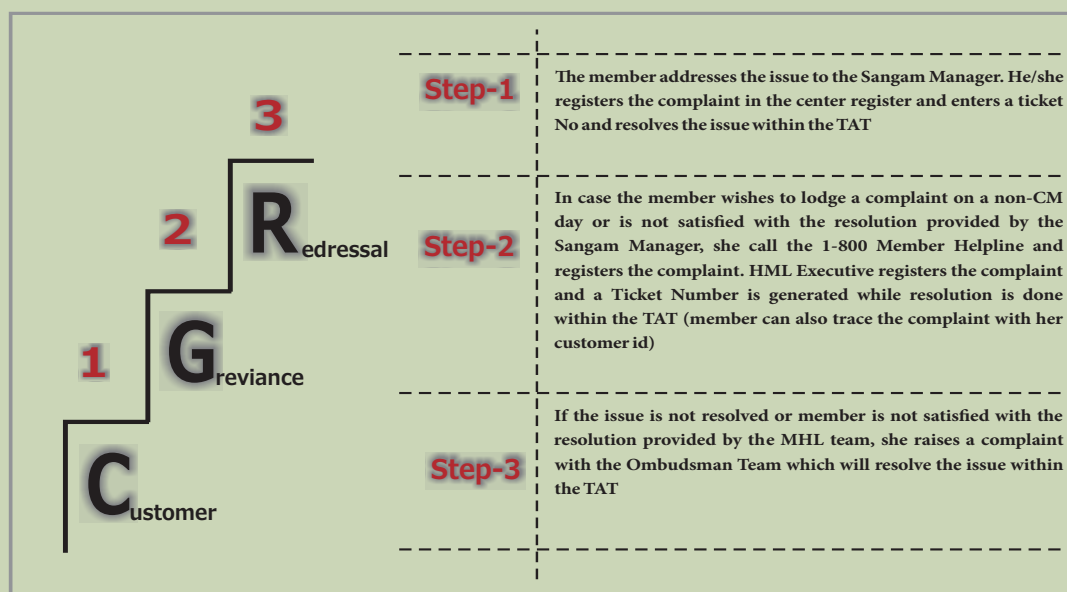 3
2
1
Redressal
Greviance
Customer
Step-1
The member addresses the issue to the Sangam Manager. He/she
registers the complaint in the center register and enters a ticket
No and resolves the issue within the TAT
Step-2
In case the member wishes to lodge a complaint on a non-CM
day or is not satisfied with the resolution provided by the
Sangam Manager, she call the 1-800 Member Helpline and
registers the complaint. HML Executive registers the complaint
and a Ticket Number is generated while resolution is done
within the TAT (member can also trace the complaint with her
customer id)
Step-3
If the issue is not resolved or member is not satisfied with the
resolution provided by the MHL team, she raises a complaint
with the Ombudsman Team which will resolve the issue within
the TAT